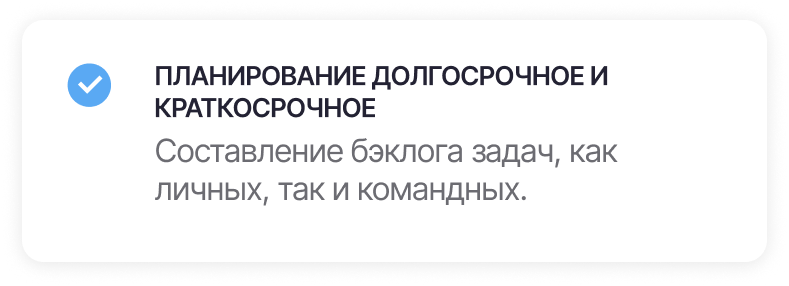 ПЛАНИРОВАНИЕ ДОЛГОСРОЧНОЕ И
КРАТКОСРОЧНОЕ
Составление бэклога задач, как
личных, так и командных.